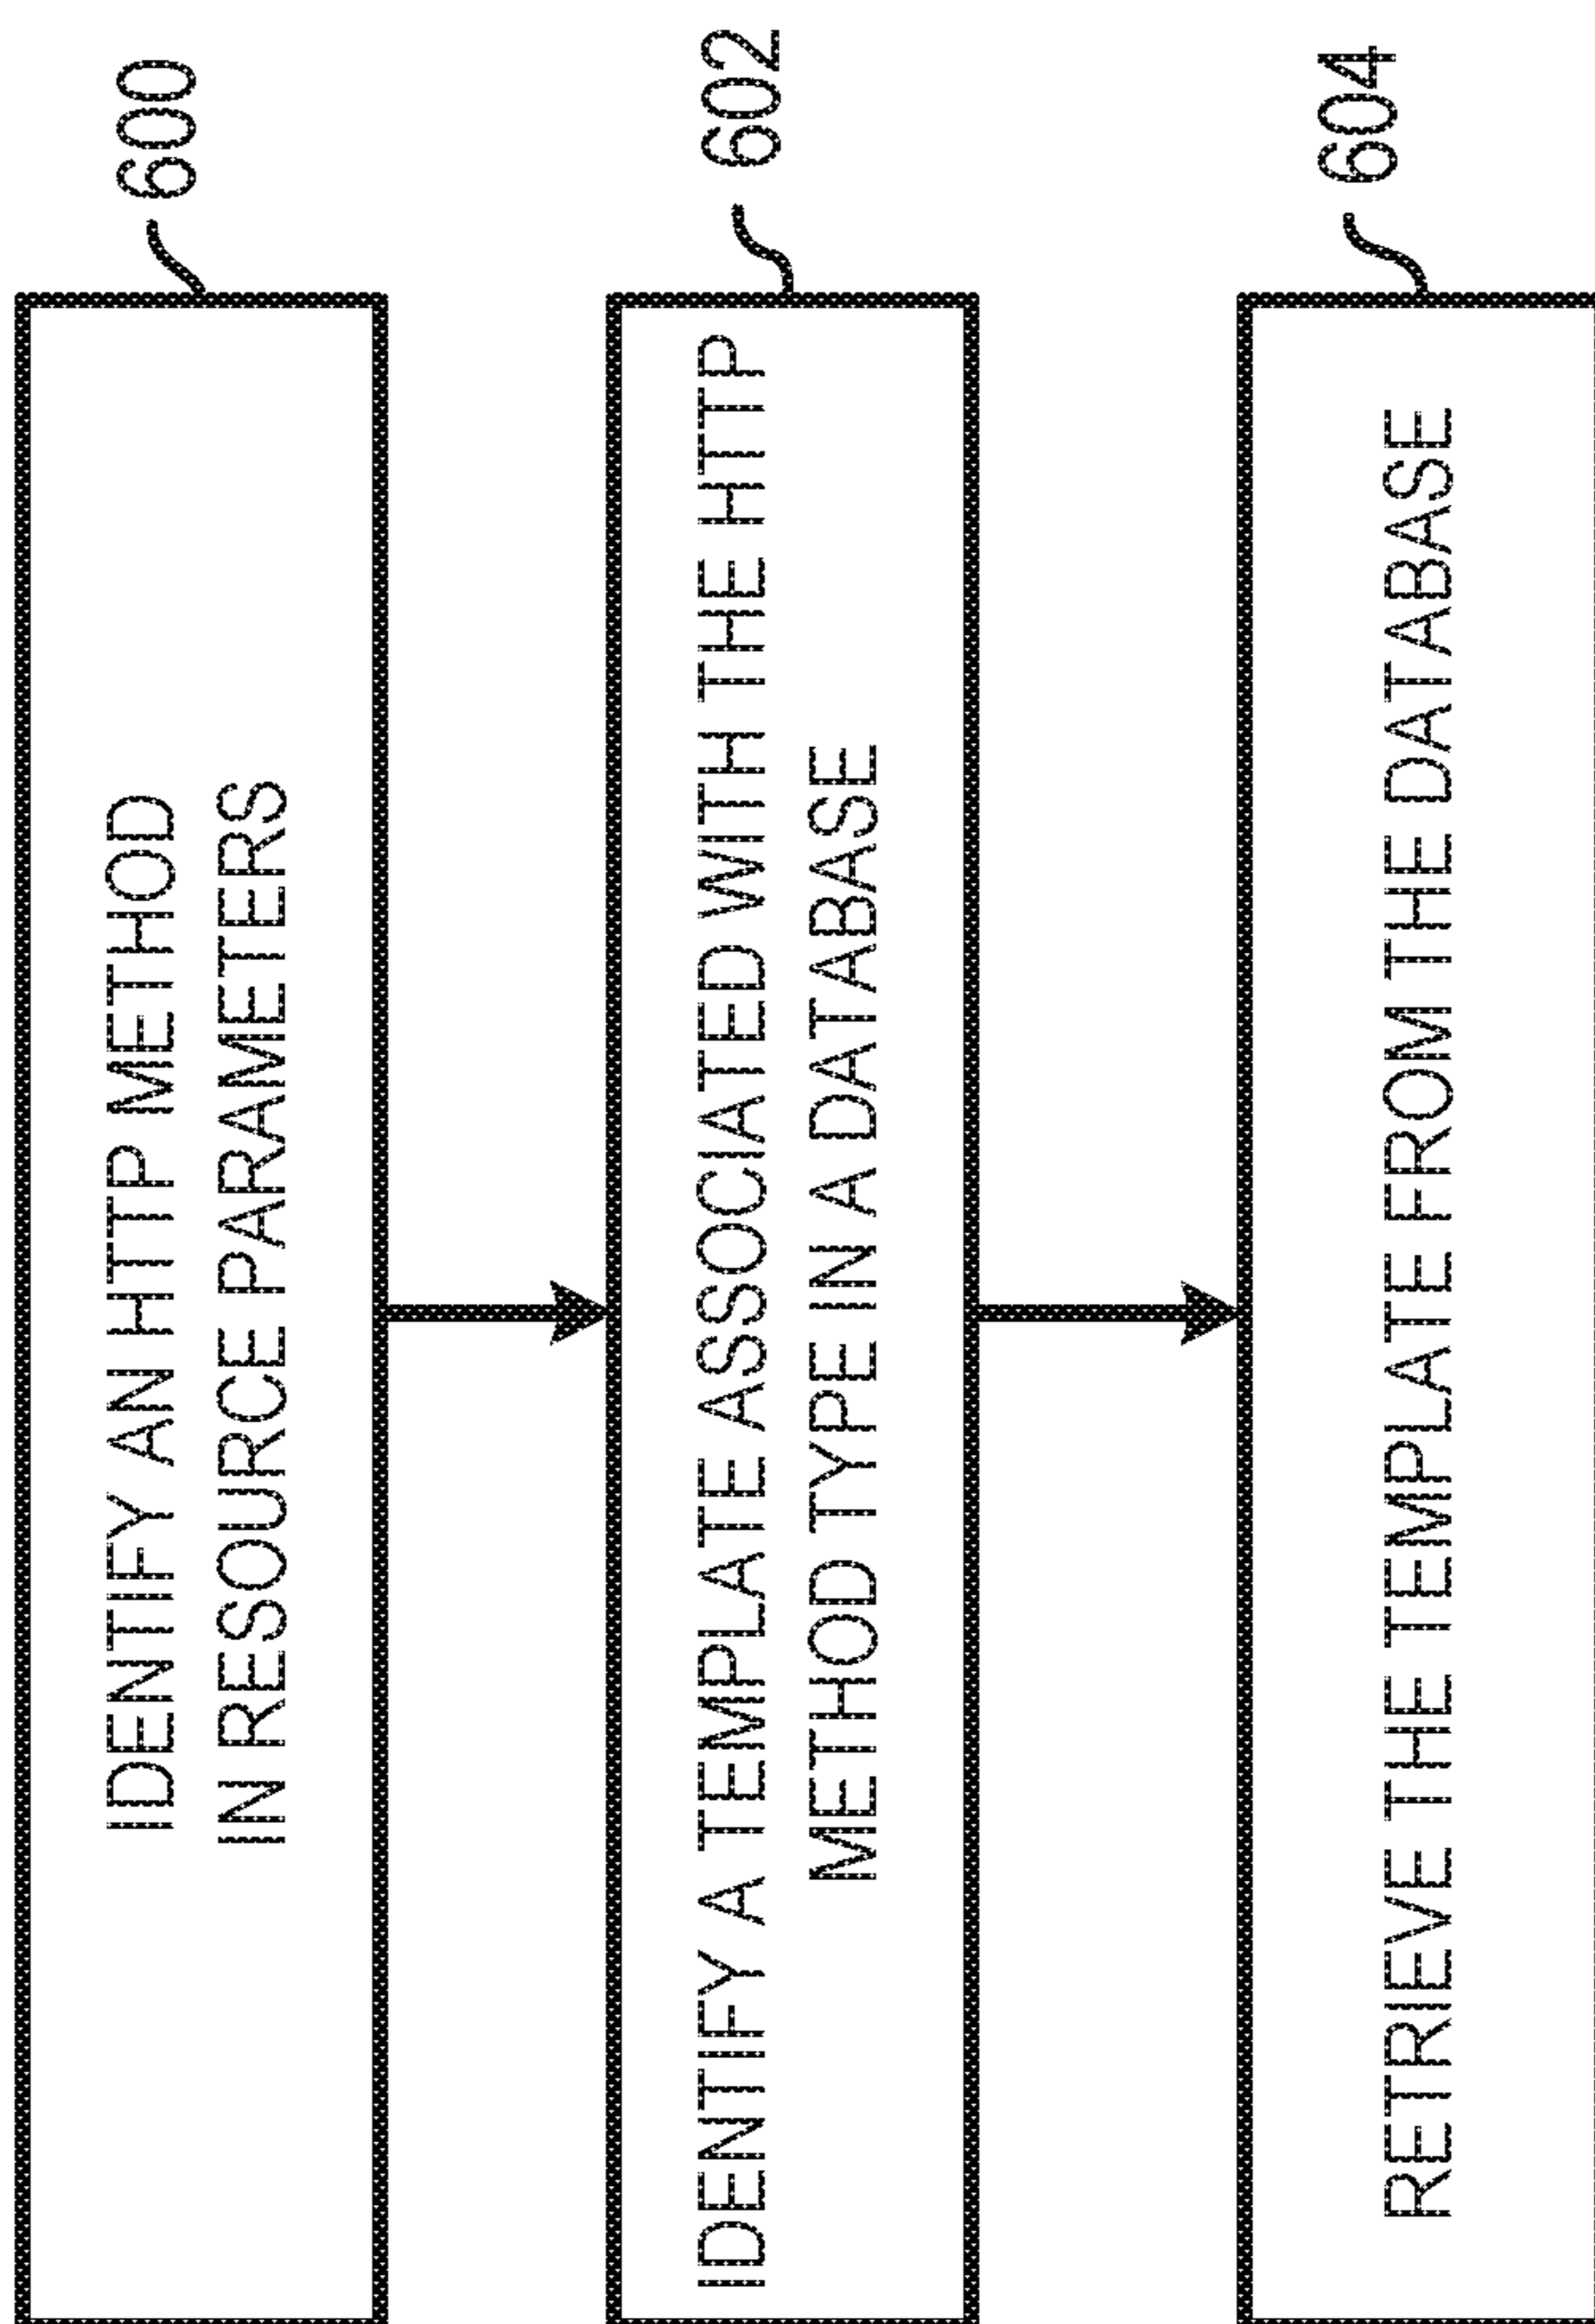 IDENTIFY AN HTTP METHOD
IN RESOURCE PARAMETERS
600
IDENTIFY A TEMPLATE ASSOCIATED WITH THE HTTP
METHOD TYPE IN A DATABASE
602
RETRIEVE THE TEMPLATE FROM THE DATABASE
604